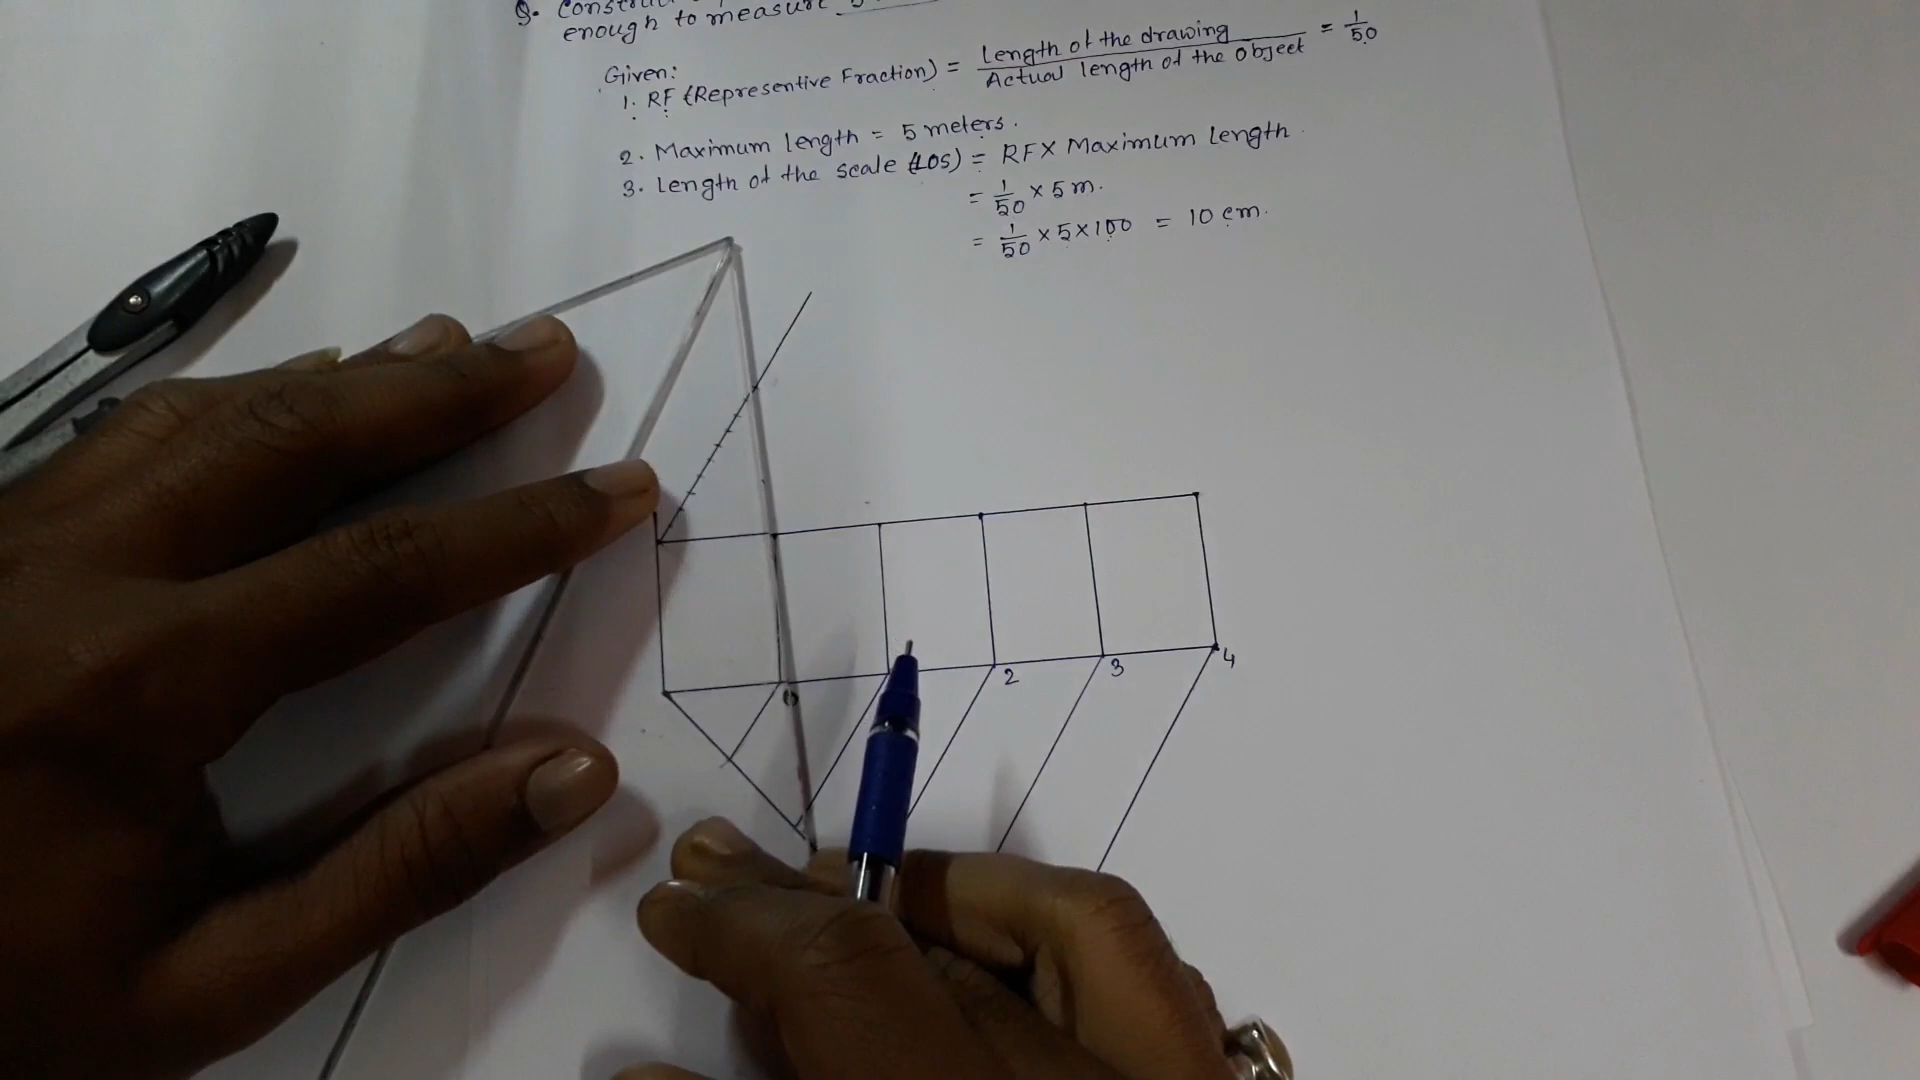 Q. Construct
enough to measure
Given:
1. RF (Representive Fraction) = Length of the drawing / Actual length of the object = 1/50
2. Maximum length = 5 meters.
3. Length of the scale (LOS) = RF X Maximum Length.
= 1/50 × 5 m.
= 1/50 × 5 × 100 = 10 cm.
0 2 3 4